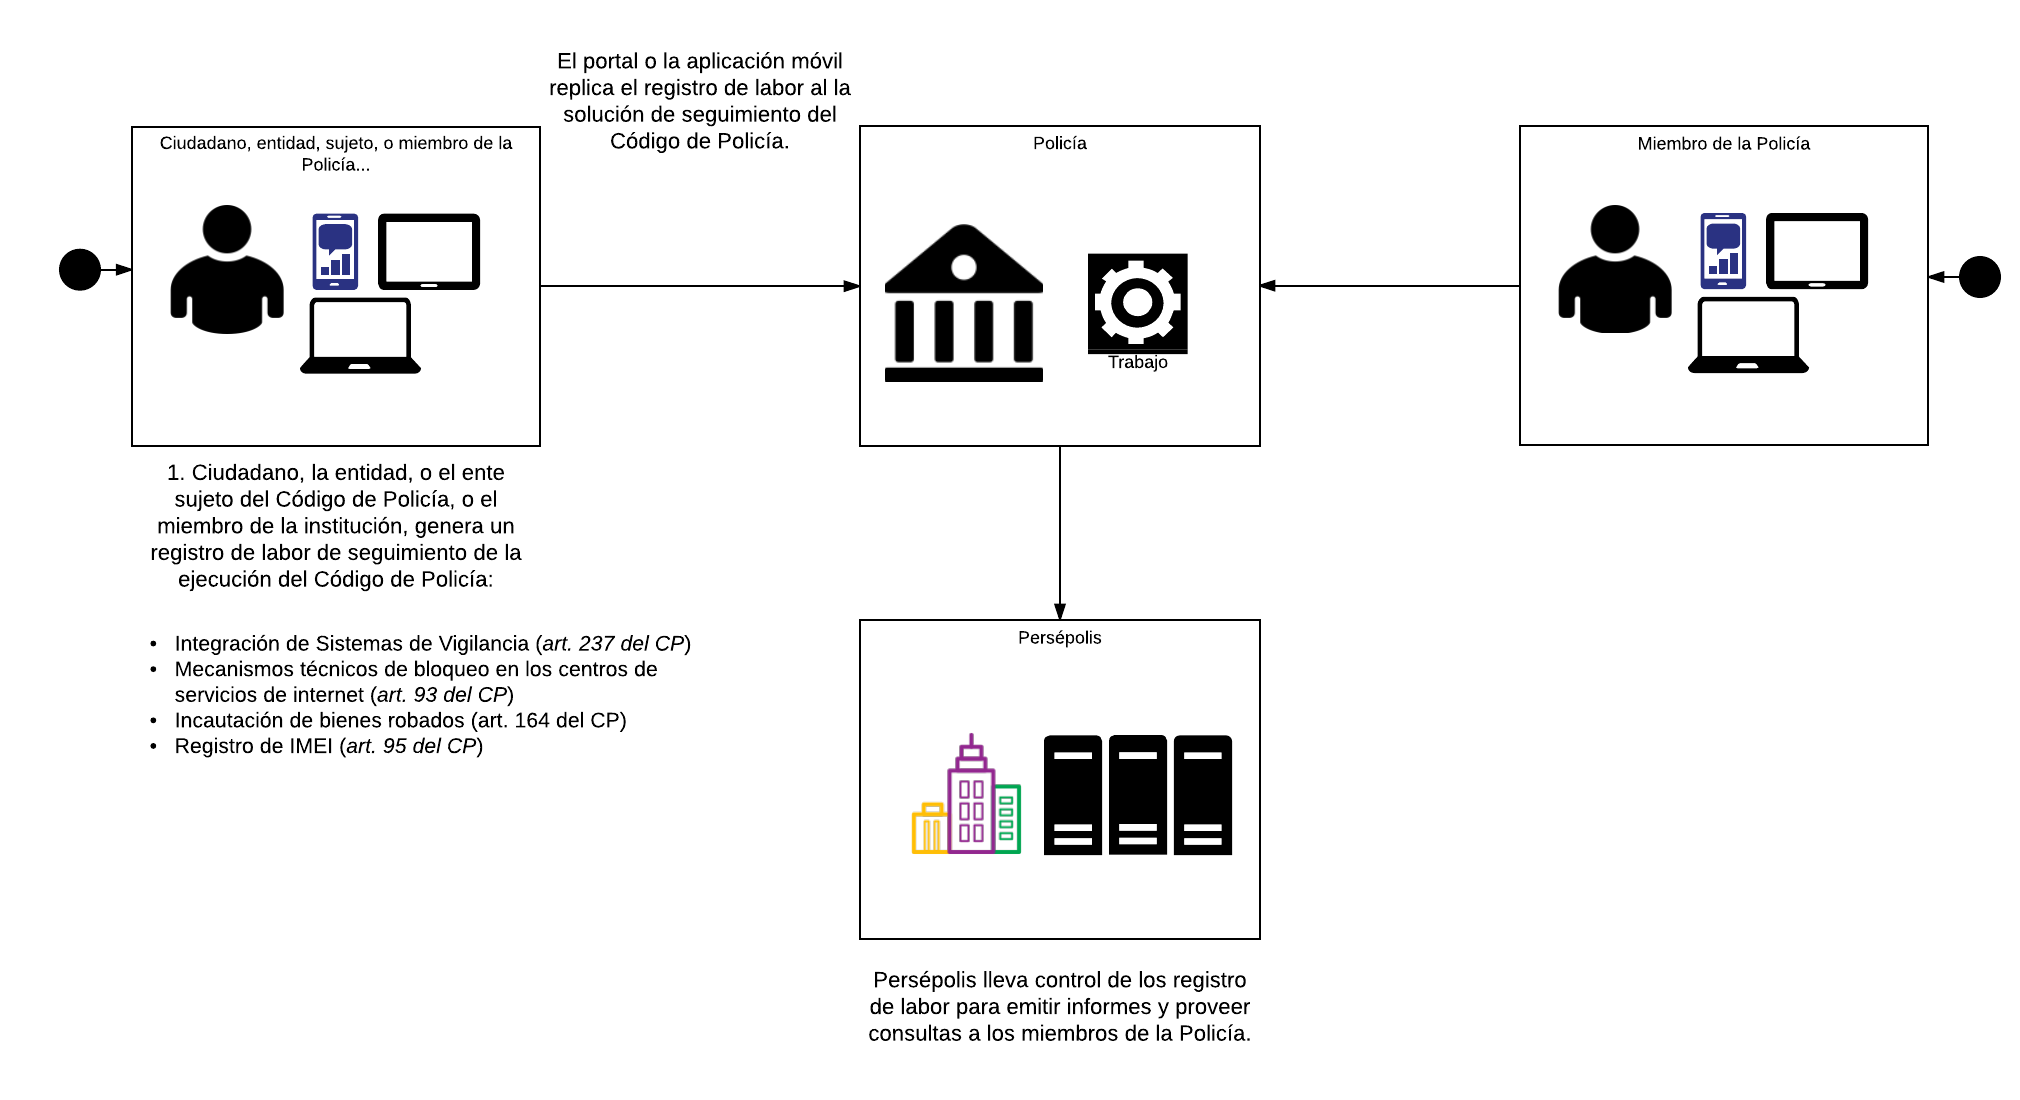 El portal o la aplicación móvil
replica el registro de labor al la
solución de seguimiento del
Código de Policía.
Ciudadano, entidad, sujeto, o miembro de la
Policía...
Policía
Trabajo
Miembro de la Policía
1. Ciudadano, la entidad, o el ente
sujeto del Código de Policía, o el
miembro de la institución, genera un
registro de labor de seguimiento de la
ejecución del Código de Policía:
• Integración de Sistemas de Vigilancia (art. 237 del CP)
• Mecanismos técnicos de bloqueo en los centros de
servicios de internet (art. 93 del CP)
• Incautación de bienes robados (art. 164 del CP)
• Registro de IMEI (art. 95 del CP)
Persépolis
Persépolis lleva control de los registro
de labor para emitir informes y proveer
consultas a los miembros de la Policía.